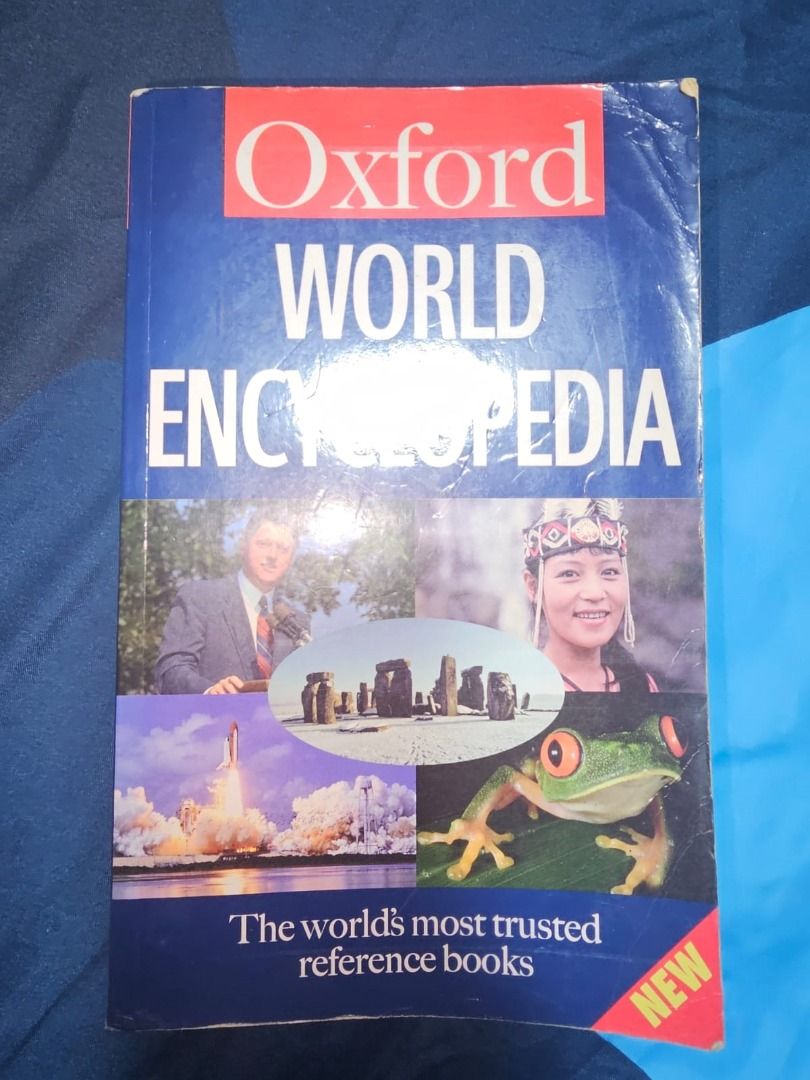 Oxford
WORLD
ENCYCLOPEDIA
The world's most trusted
reference books
NEW